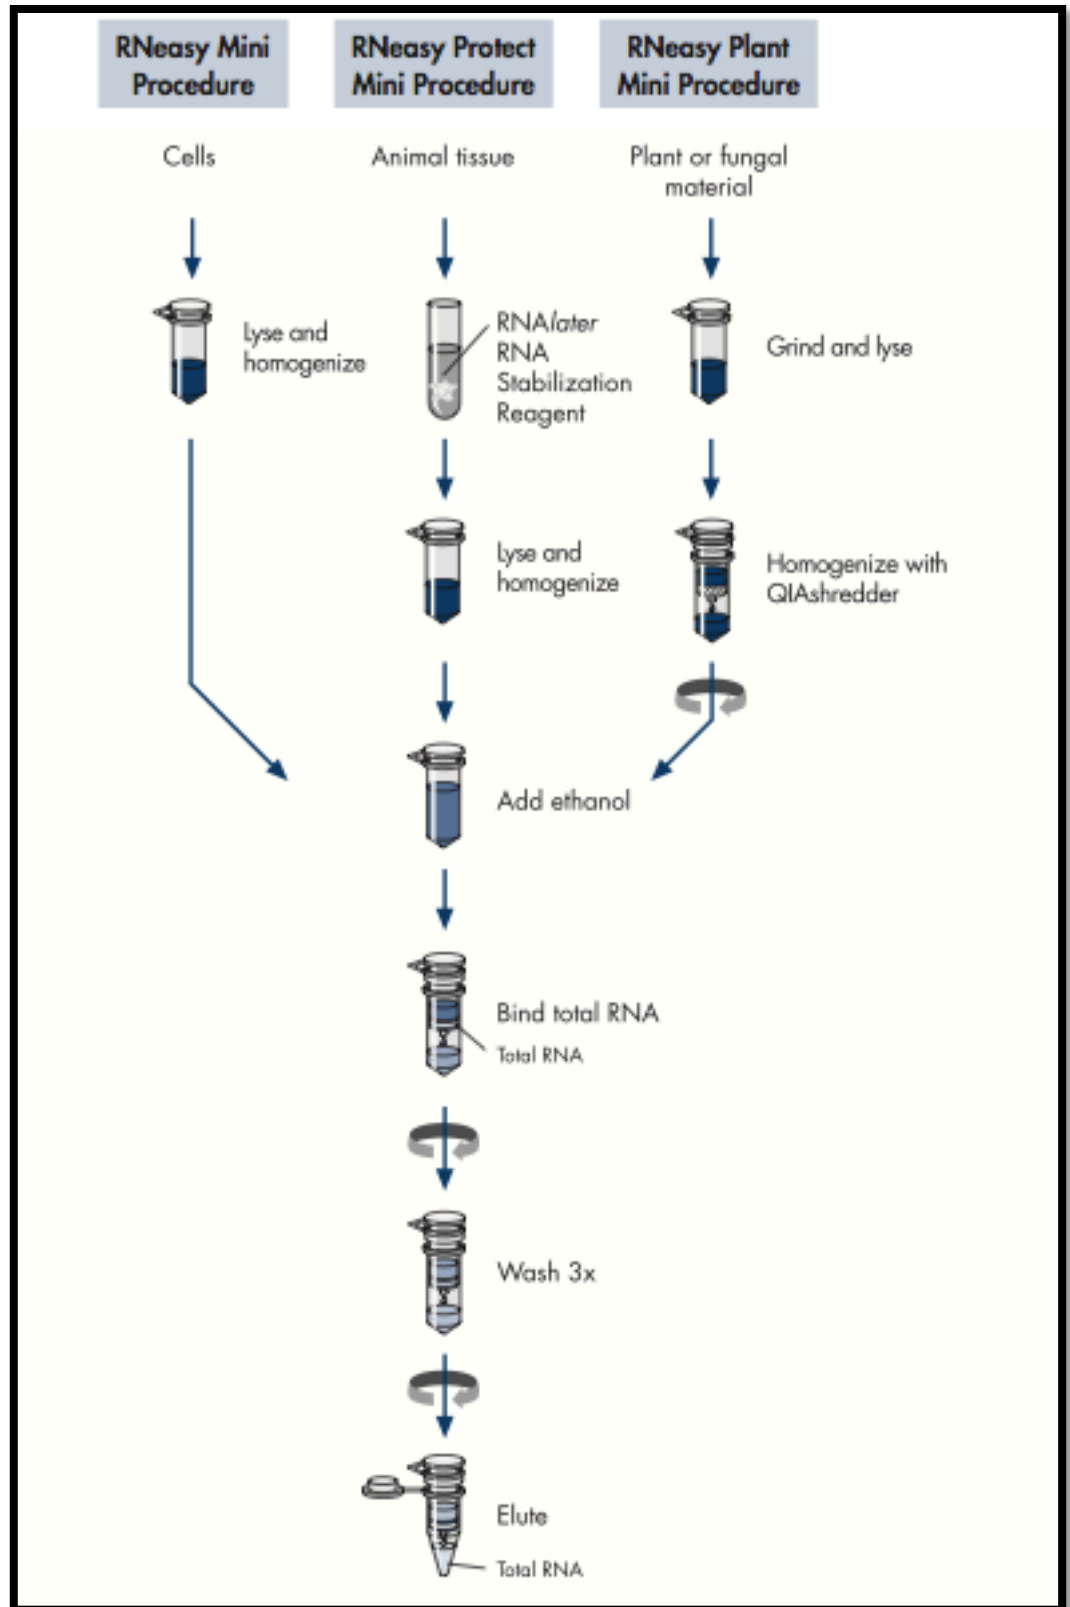 RNeasy Mini
Procedure
RNeasy Protect
Mini Procedure
RNeasy Plant
Mini Procedure
Cells
Animal tissue
Plant or fungal
material
Lyse and
homogenize
RNAlater
RNA
Stabilization
Reagent
Grind and lyse
Lyse and
homogenize
Homogenize with
QIAshredder
Add ethanol
Bind total RNA
Total RNA
Wash 3x
Elute
Total RNA